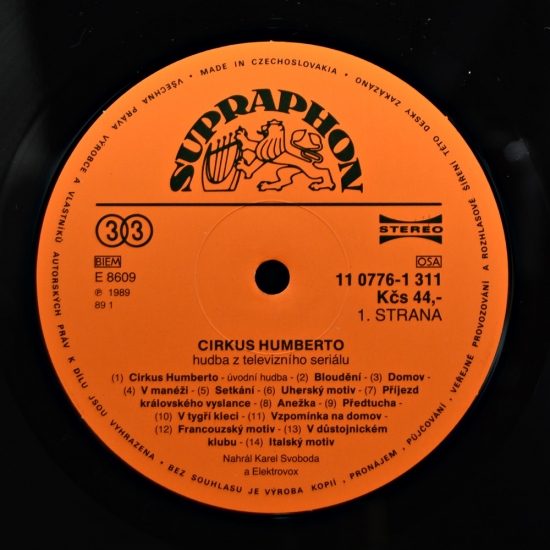 VŠECHNA PRÁVA VÝROBCE A VLASTNÍKŮ AUTORSKÝCH PRÁV K DÍLU JSOU VYHRAZENA • BEZ SOUHLASU JE VÝROBA KOPIÍ, PRONÁJEM, PŮJČOVÁNÍ, VEŘEJNÉ PROVOZOVÁNÍ A ROZHLASOVÉ ŠÍŘENÍ TÉTO DESKY ZAKÁZÁNO • MADE IN CZECHOSLOVAKIA •
SUPRAPHON
33
STEREO
BIEM
OSA
E 8609
℗ 1989
89 1
11 0776-1 311
Kčs 44,-
1. STRANA
CIRKUS HUMBERTO
hudba z televizního seriálu
(1) Cirkus Humberto - úvodní hudba - (2) Bloudění - (3) Domov -
(4) V manéži - (5) Setkání - (6) Uherský motiv - (7) Příjezd
královského vyslance - (8) Anežka - (9) Předtucha -
(10) V tygří kleci - (11) Vzpomínka na domov -
(12) Francouzský motiv - (13) V důstojnickém
klubu - (14) Italský motiv
Nahrál Karel Svoboda
a Elektrovox